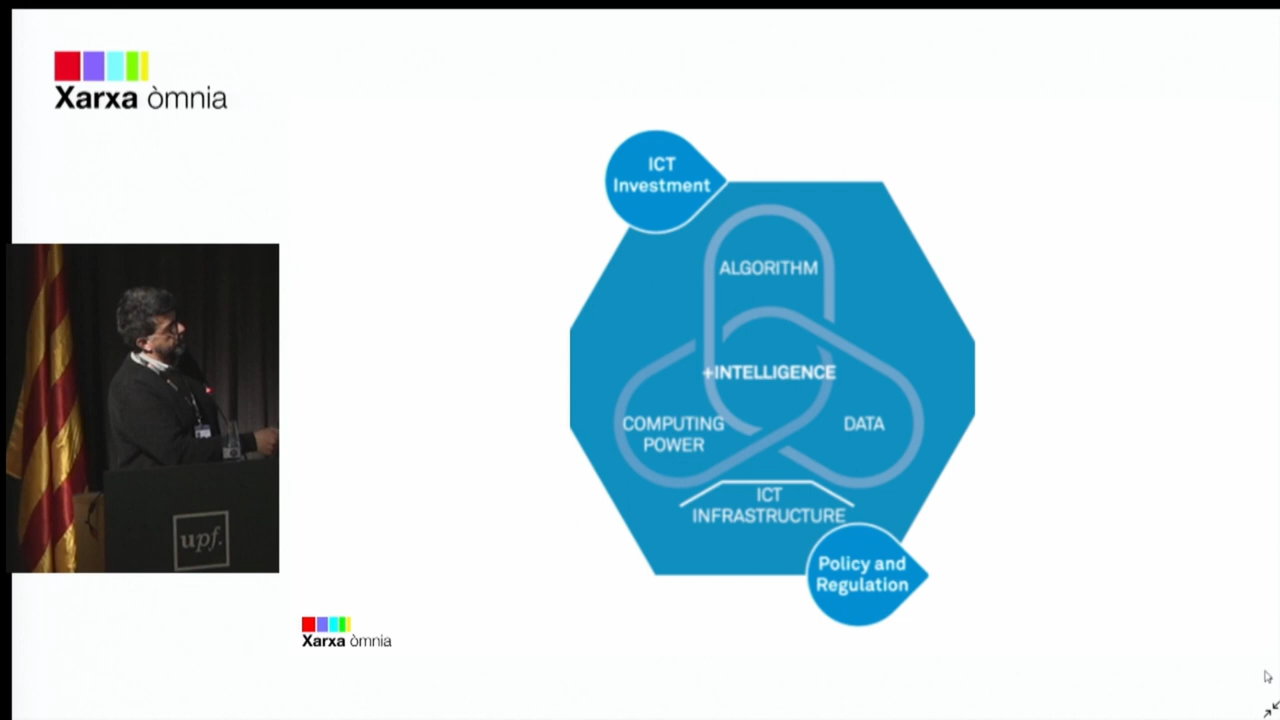 Xarxa òmnia
ICT
Investment
ALGORITHM
+INTELLIGENCE
COMPUTING
POWER
DATA
ICT
INFRASTRUCTURE
Policy and
Regulation
upf.
Xarxa òmnia